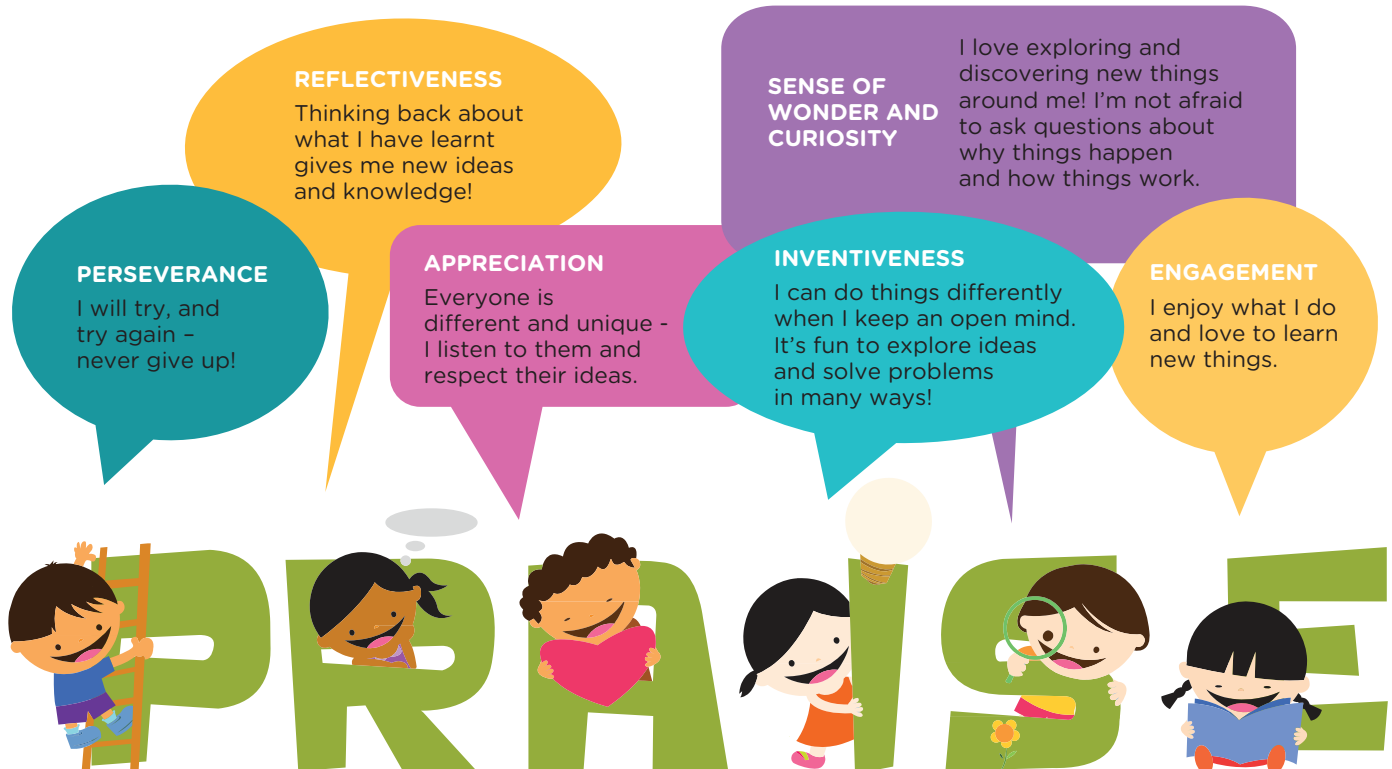 PERSEVERANCE
I will try, and
try again –
never give up!
REFLECTIVENESS
Thinking back about
what I have learnt
gives me new ideas
and knowledge!
APPRECIATION
Everyone is
different and unique -
I listen to them and
respect their ideas.
INVENTIVENESS
I can do things differently
when I keep an open mind.
It's fun to explore ideas
and solve problems
in many ways!
SENSE OF
WONDER AND
CURIOSITY
I love exploring and
discovering new things
around me! I'm not afraid
to ask questions about
why things happen
and how things work.
ENGAGEMENT
I enjoy what I do
and love to learn
new things.
PRAISE